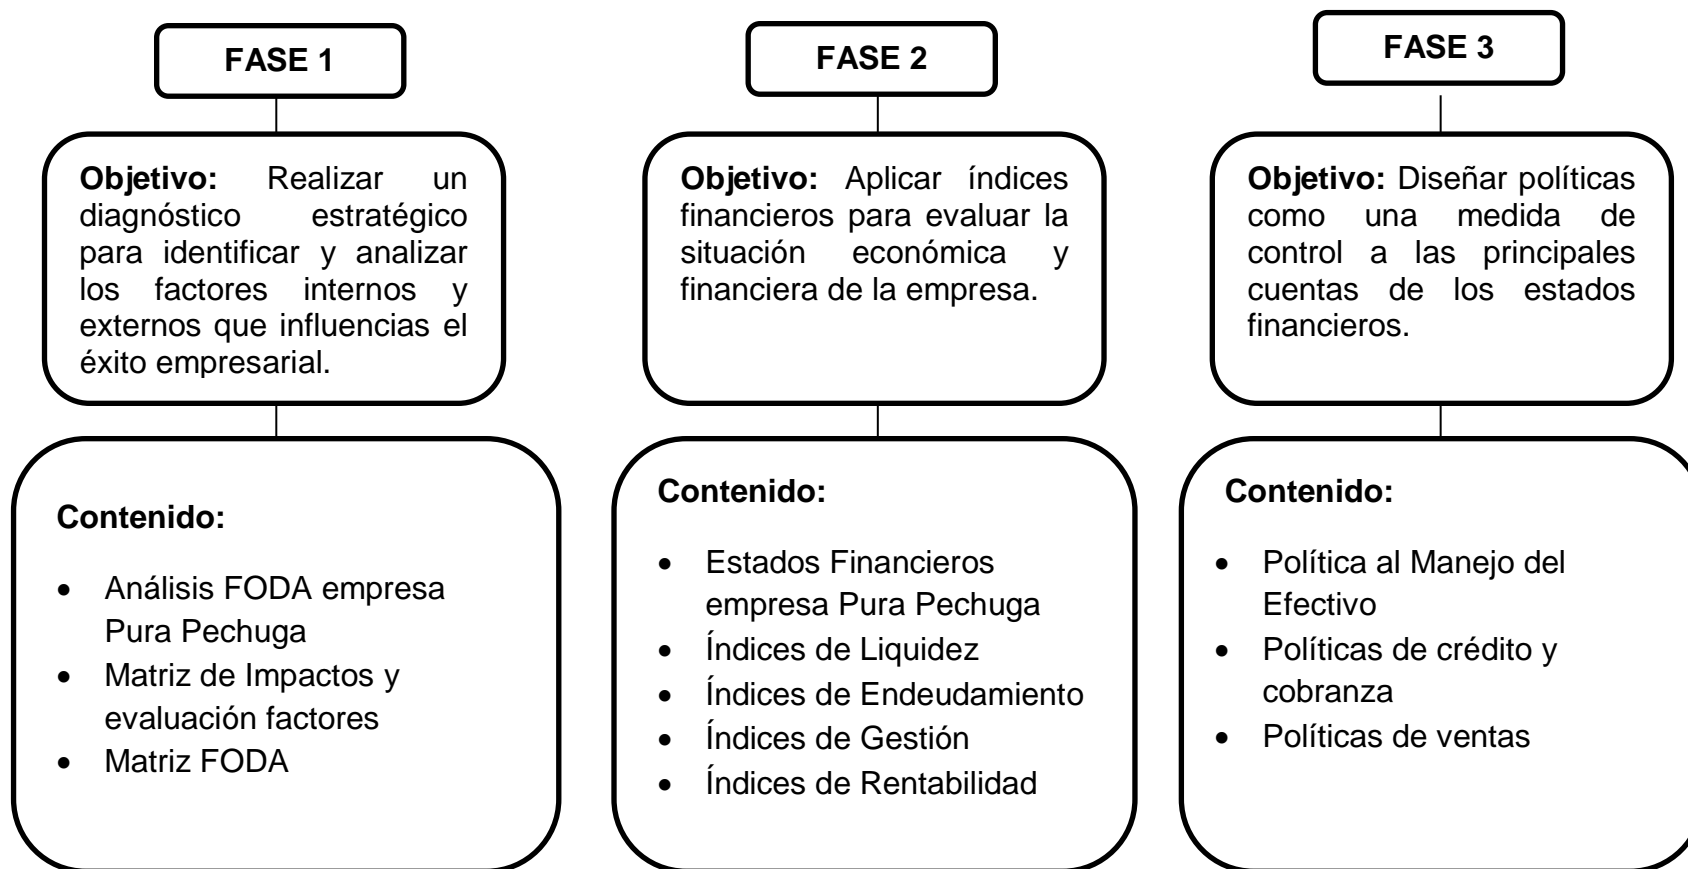 FASE 1
Objetivo: Realizar un
diagnóstico estratégico
para identificar y analizar
los factores internos y
externos que influencias el
éxito empresarial.
Contenido:
• Análisis FODA empresa
Pura Pechuga
• Matriz de Impactos y
evaluación factores
• Matriz FODA
FASE 2
Objetivo: Aplicar índices
financieros para evaluar la
situación económica y
financiera de la empresa.
Contenido:
• Estados Financieros
empresa Pura Pechuga
• Índices de Liquidez
• Índices de Endeudamiento
• Índices de Gestión
• Índices de Rentabilidad
FASE 3
Objetivo: Diseñar políticas
como una medida de
control a las principales
cuentas de los estados
financieros.
Contenido:
• Política al Manejo del
Efectivo
• Políticas de crédito y
cobranza
• Políticas de ventas